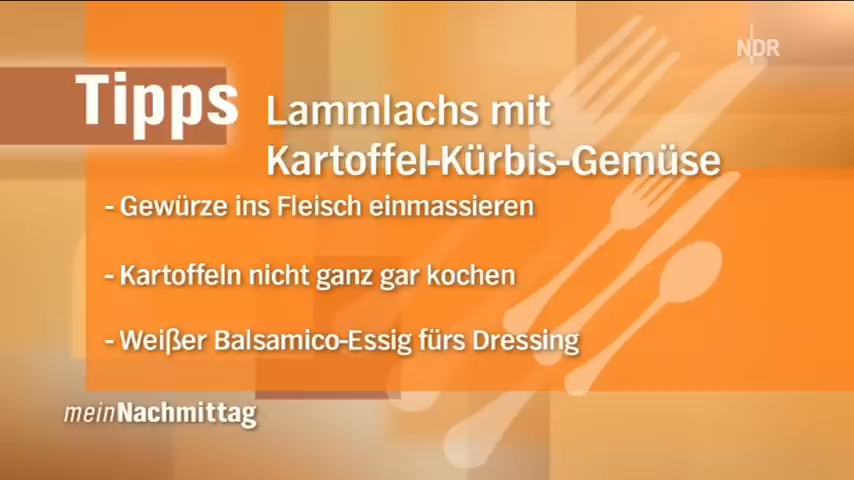 NDR
Tipps
Lammlachs mit
Kartoffel-Kürbis-Gemüse
- Gewürze ins Fleisch einmassieren
- Kartoffeln nicht ganz gar kochen
- Weißer Balsamico-Essig fürs Dressing
meinNachmittag